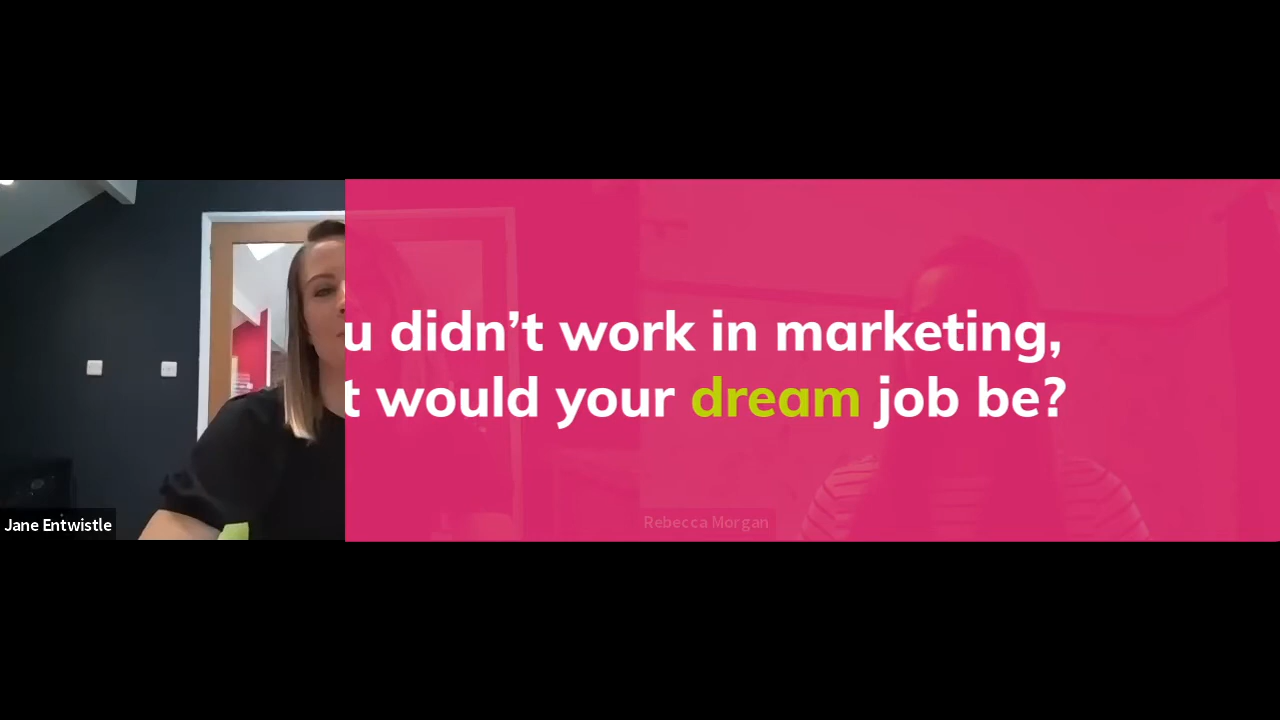 u didn’t work in marketing,
t would your dream job be?
Jane Entwistle
Rebecca Morgan